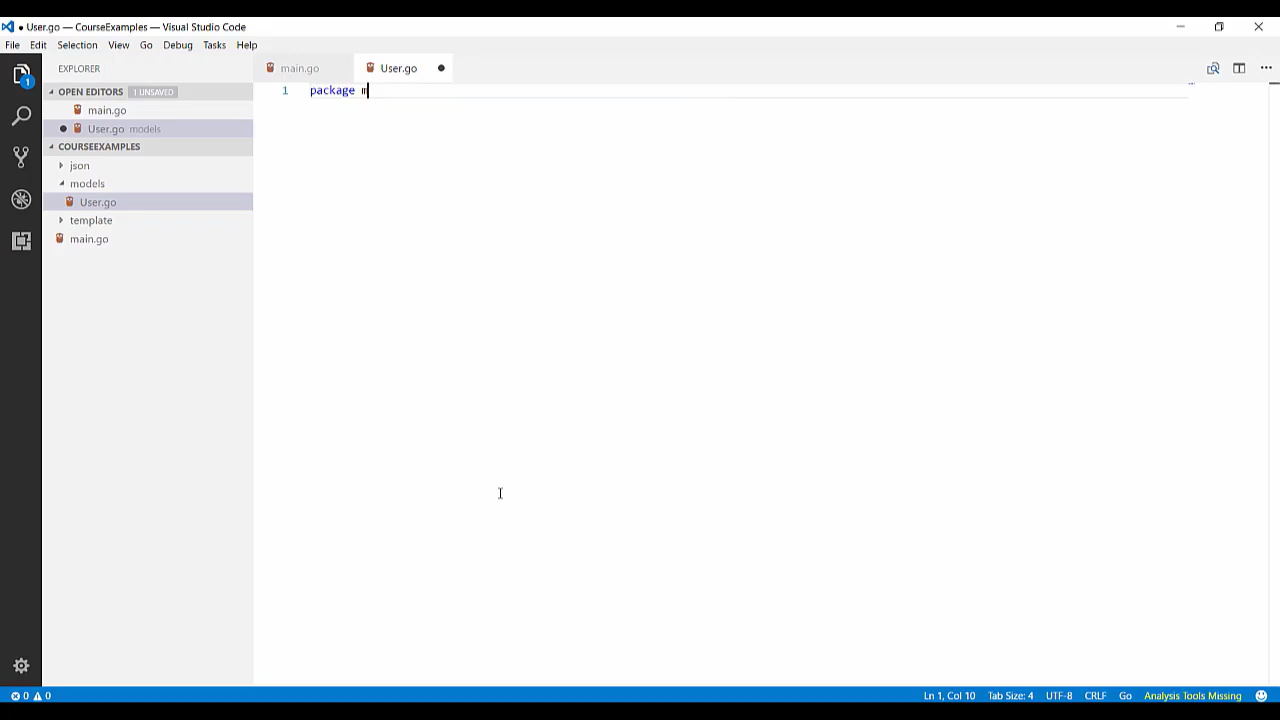 ● User.go — CourseExamples — Visual Studio Code
File Edit Selection View Go Debug Tasks Help
EXPLORER
main.go
User.go ●
OPEN EDITORS 1 UNSAVED
main.go
● User.go models
COURSEEXAMPLES
json
models
User.go
template
main.go
1 package m
1
0 0
Ln 1, Col 10 Tab Size: 4 UTF-8 CRLF Go Analysis Tools Missing